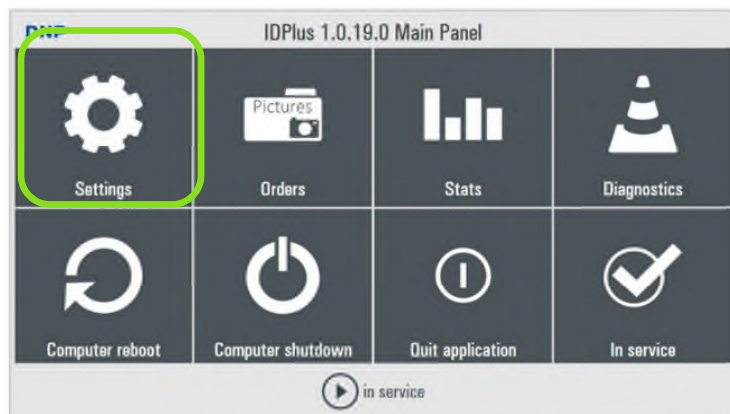 DNP
IDPlus 1.0.19.0 Main Panel
Pictures
Settings
Orders
Stats
Diagnostics
Computer reboot
Computer shutdown
Quit application
In service
in service